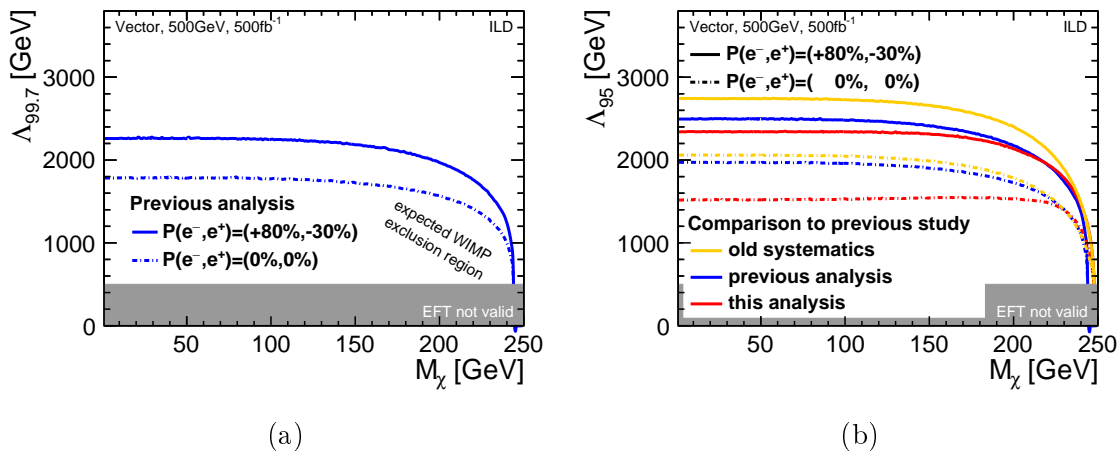 Vector, 500GeV, 500fb⁻¹ ILD
Λ99.7 [GeV]
3000
2000
1000
0
Previous analysis
P(e⁻,e⁺)=(+80%,-30%)
P(e⁻,e⁺)=(0%,0%)
expected WIMP
exclusion region
EFT not valid
50 100 150 200 250
Mχ [GeV]
(a)
Vector, 500GeV, 500fb⁻¹ ILD
Λ95 [GeV]
3000
2000
1000
0
P(e⁻,e⁺)=(+80%,-30%)
P(e⁻,e⁺)=( 0%, 0%)
Comparison to previous study
old systematics
previous analysis
this analysis
EFT not valid
50 100 150 200 250
Mχ [GeV]
(b)